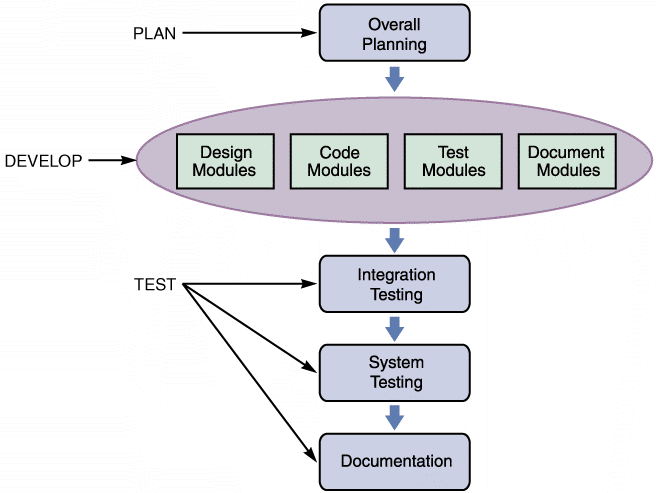 PLAN
Overall
Planning
DEVELOP
Design
Modules
Code
Modules
Test
Modules
Document
Modules
TEST
Integration
Testing
System
Testing
Documentation